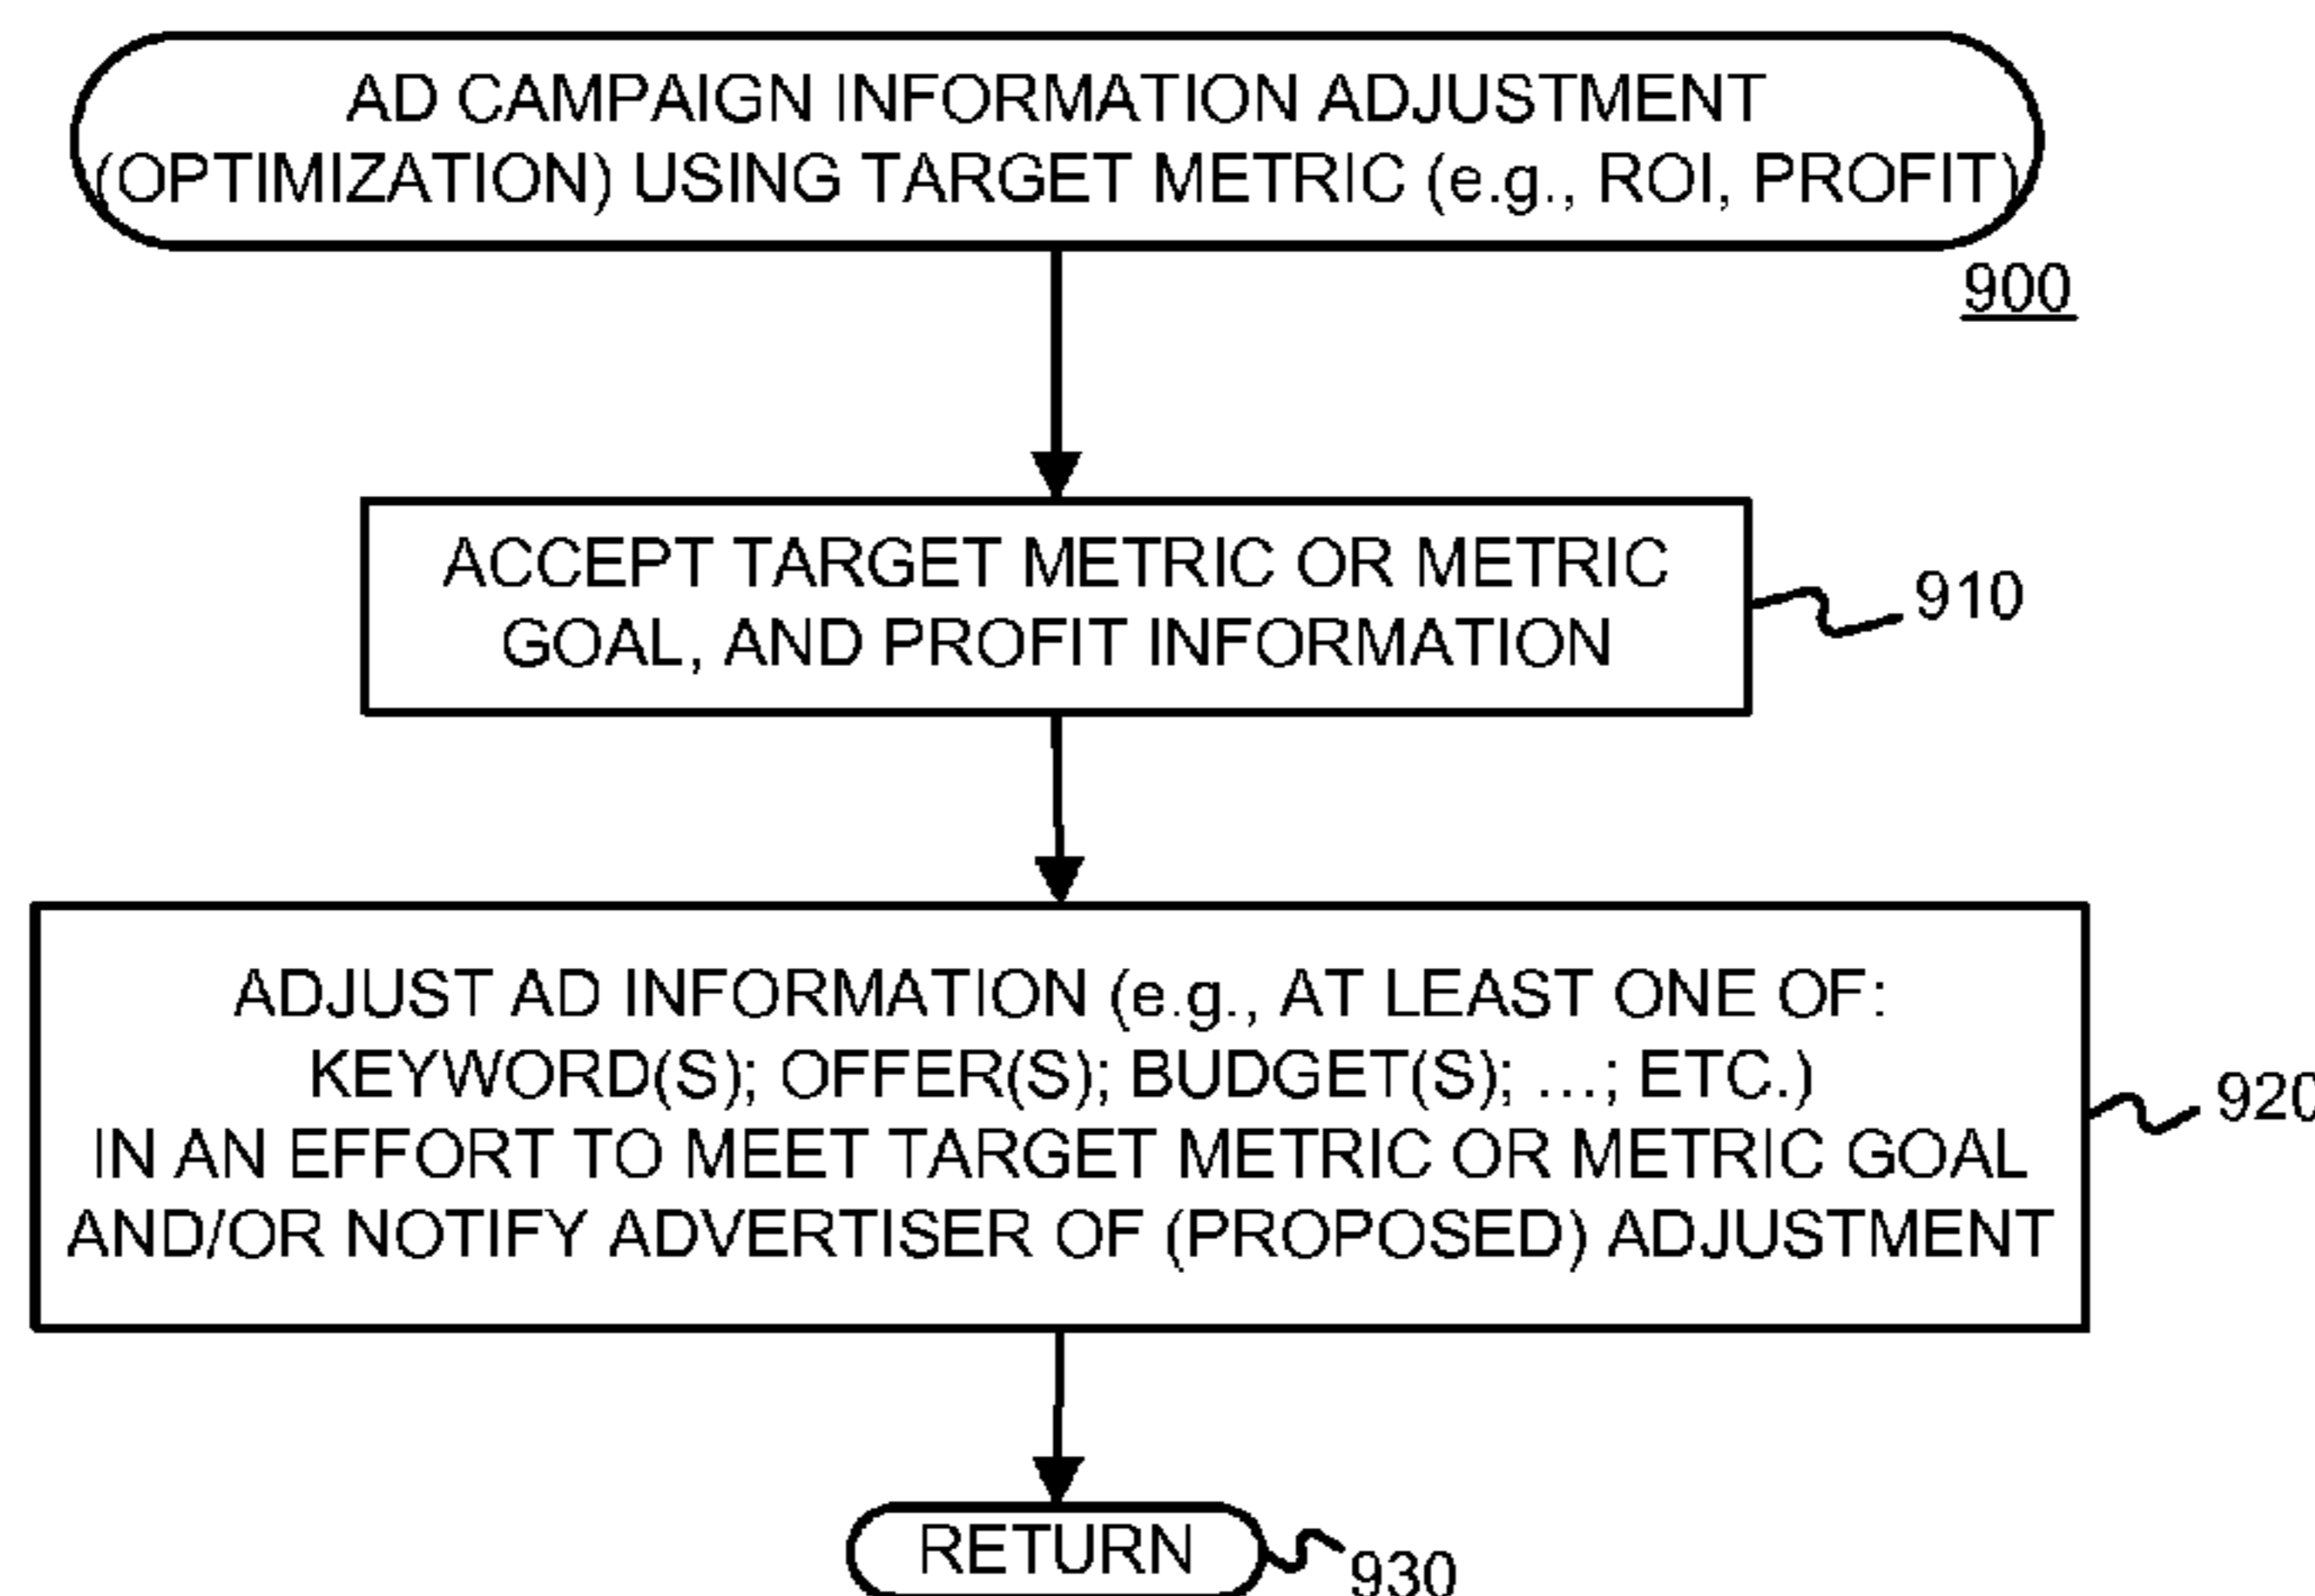 AD CAMPAIGN INFORMATION ADJUSTMENT
(OPTIMIZATION) USING TARGET METRIC (e.g., ROI, PROFIT)
900
ACCEPT TARGET METRIC OR METRIC
GOAL, AND PROFIT INFORMATION
910
ADJUST AD INFORMATION (e.g., AT LEAST ONE OF:
KEYWORD(S); OFFER(S); BUDGET(S); ...; ETC.)
IN AN EFFORT TO MEET TARGET METRIC OR METRIC GOAL
AND/OR NOTIFY ADVERTISER OF (PROPOSED) ADJUSTMENT
920
RETURN
930